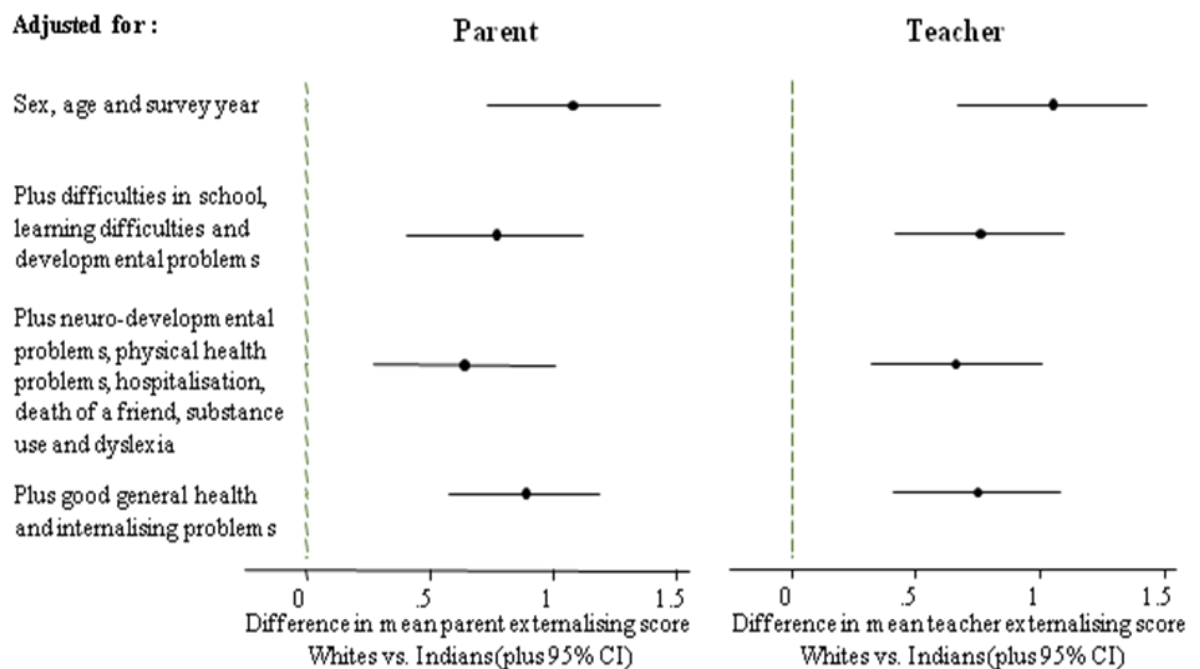 Adjusted for :
Parent
Teacher
Sex, age and survey year
Plus difficulties in school,
learning difficulties and
developmental problems
Plus neuro-developmental
problems, physical health
problems, hospitalisation,
death of a friend, substance
use and dyslexia
Plus good general health
and internalising problems
0 .5 1 1.5
Difference in mean parent externalising score
Whites vs. Indians(plus 95% CI)
0 .5 1 1.5
Difference in mean teacher externalising score
Whites vs. Indians(plus 95% CI)